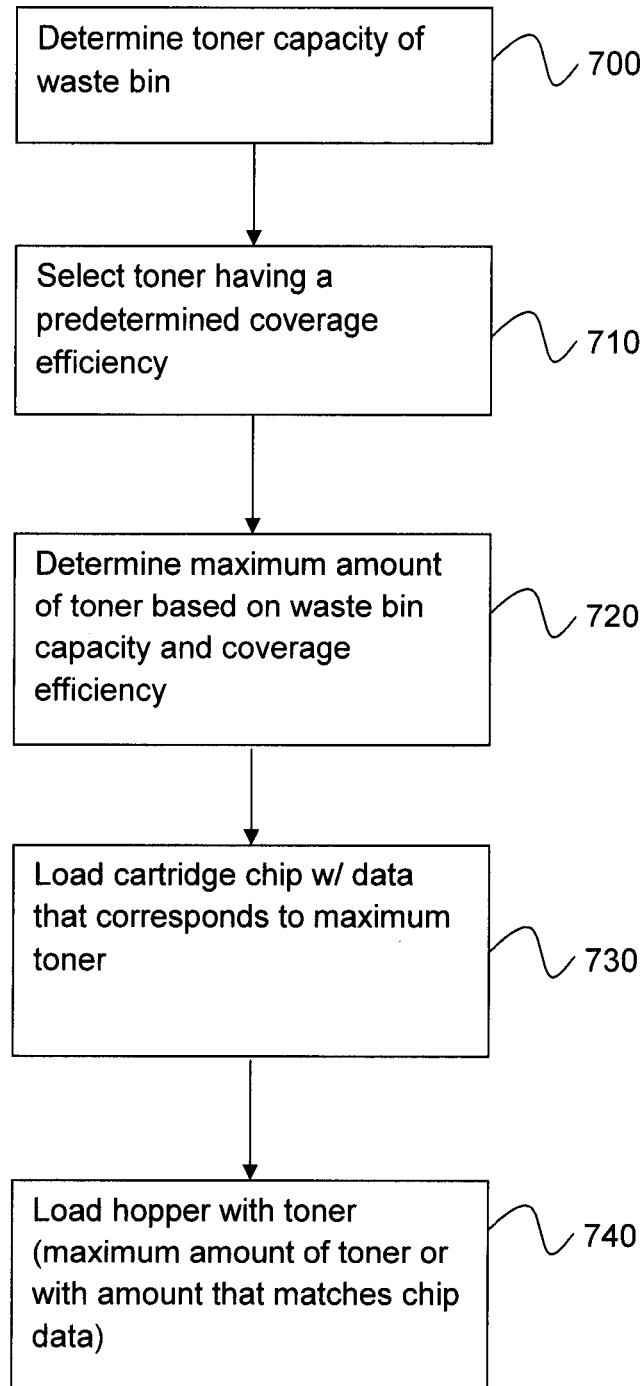 Determine toner capacity of
waste bin
700
Select toner having a
predetermined coverage
efficiency
710
Determine maximum amount
of toner based on waste bin
capacity and coverage
efficiency
720
Load cartridge chip w/ data
that corresponds to maximum
toner
730
Load hopper with toner
(maximum amount of toner or
with amount that matches chip
data)
740